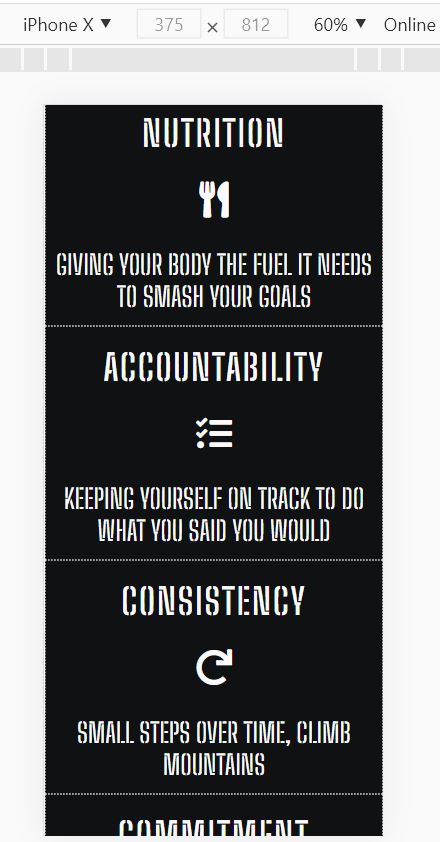 iPhone X 375 × 812 60% Online
NUTRITION
GIVING YOUR BODY THE FUEL IT NEEDS
TO SMASH YOUR GOALS
ACCOUNTABILITY
KEEPING YOURSELF ON TRACK TO DO
WHAT YOU SAID YOU WOULD
CONSISTENCY
SMALL STEPS OVER TIME, CLIMB
MOUNTAINS
COMMITMENT